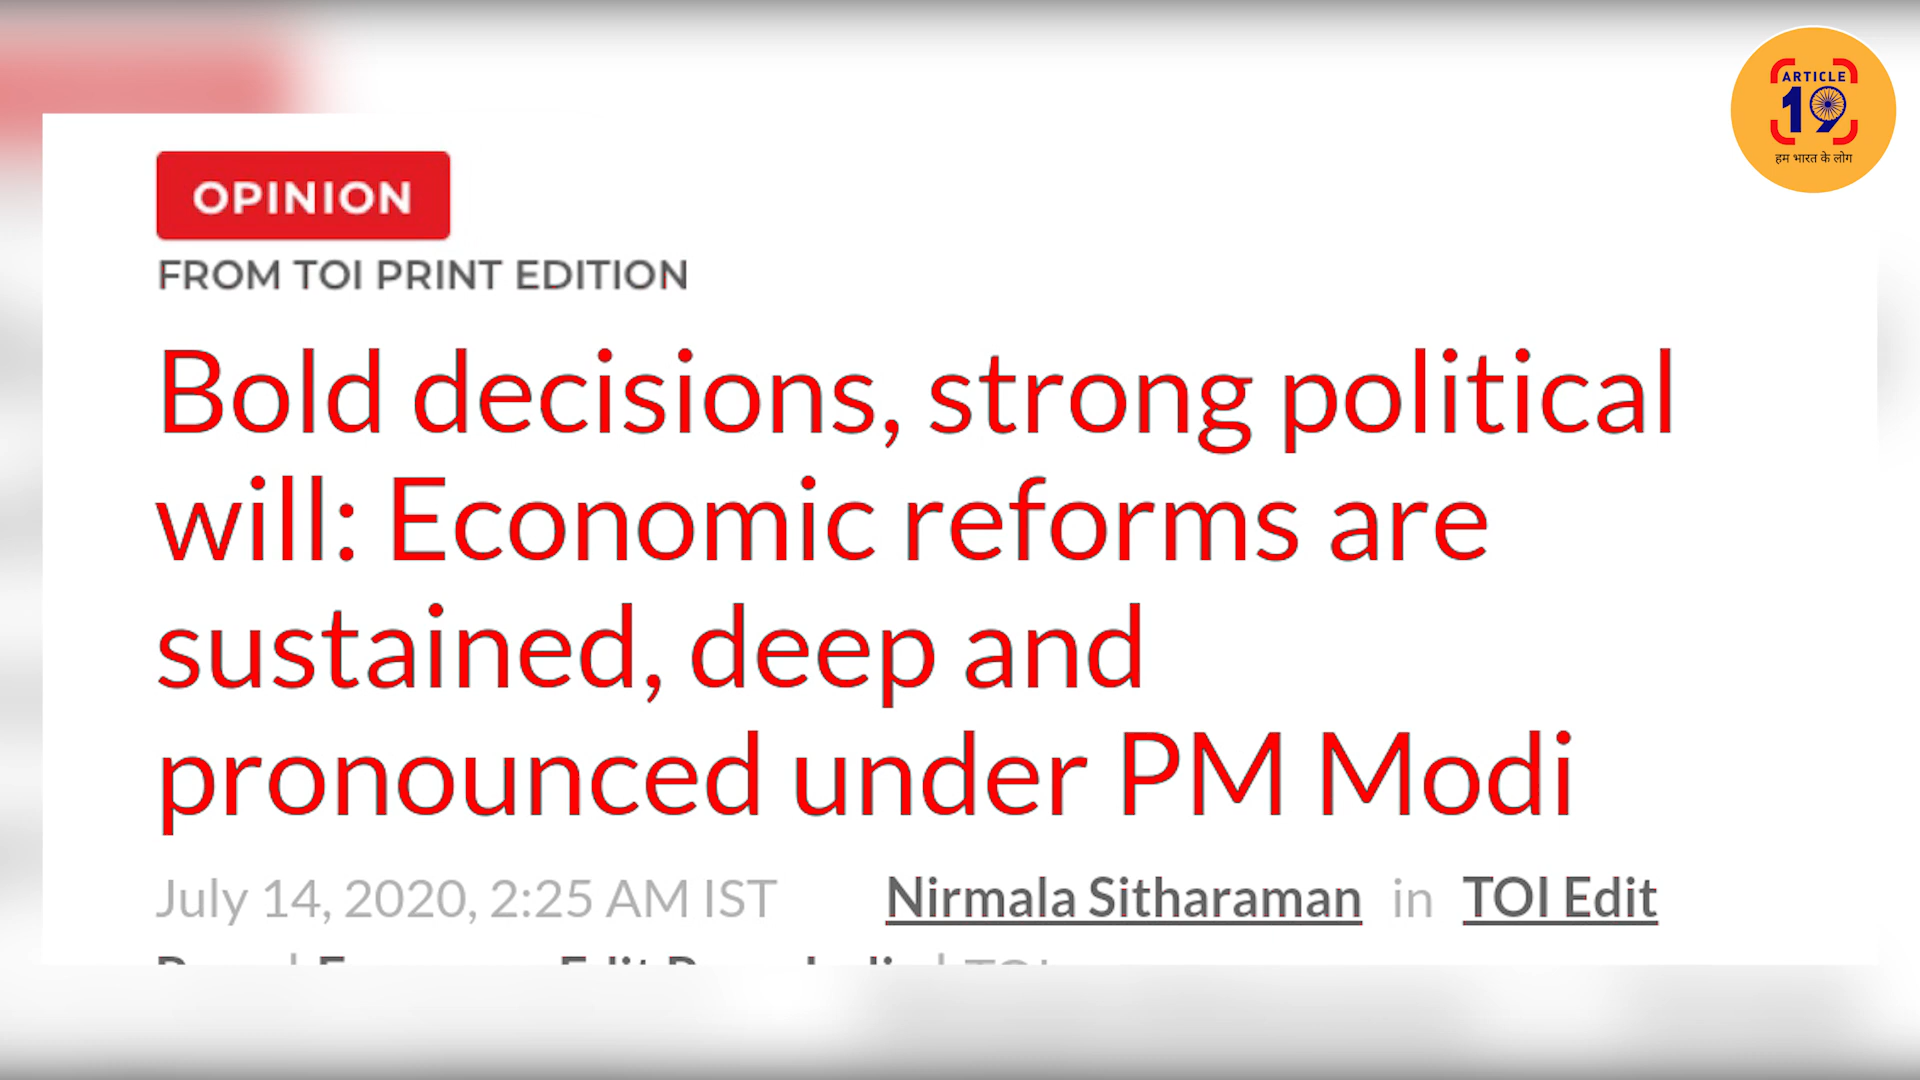 ARTICLE
19
हम भारत के लोग
OPINION
FROM TOI PRINT EDITION
Bold decisions, strong political
will: Economic reforms are
sustained, deep and
pronounced under PM Modi
July 14, 2020, 2:25 AM IST Nirmala Sitharaman in TOI Edit